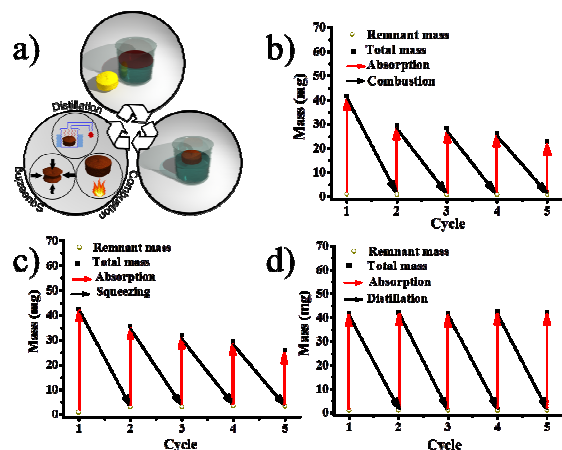 a)
Distillation
Squeezing
Combustion
b)
Remnant mass
Total mass
Absorption
Combustion
Mass (mg)
70
60
50
40
30
20
10
0
1 2 3 4 5
Cycle
c)
Remnant mass
Total mass
Absorption
Squeezing
Mass (mg)
70
60
50
40
30
20
10
0
1 2 3 4 5
Cycle
d)
Remnant mass
Total mass
Absorption
Distillation
Mass (mg)
70
60
50
40
30
20
10
0
1 2 3 4 5
Cycle